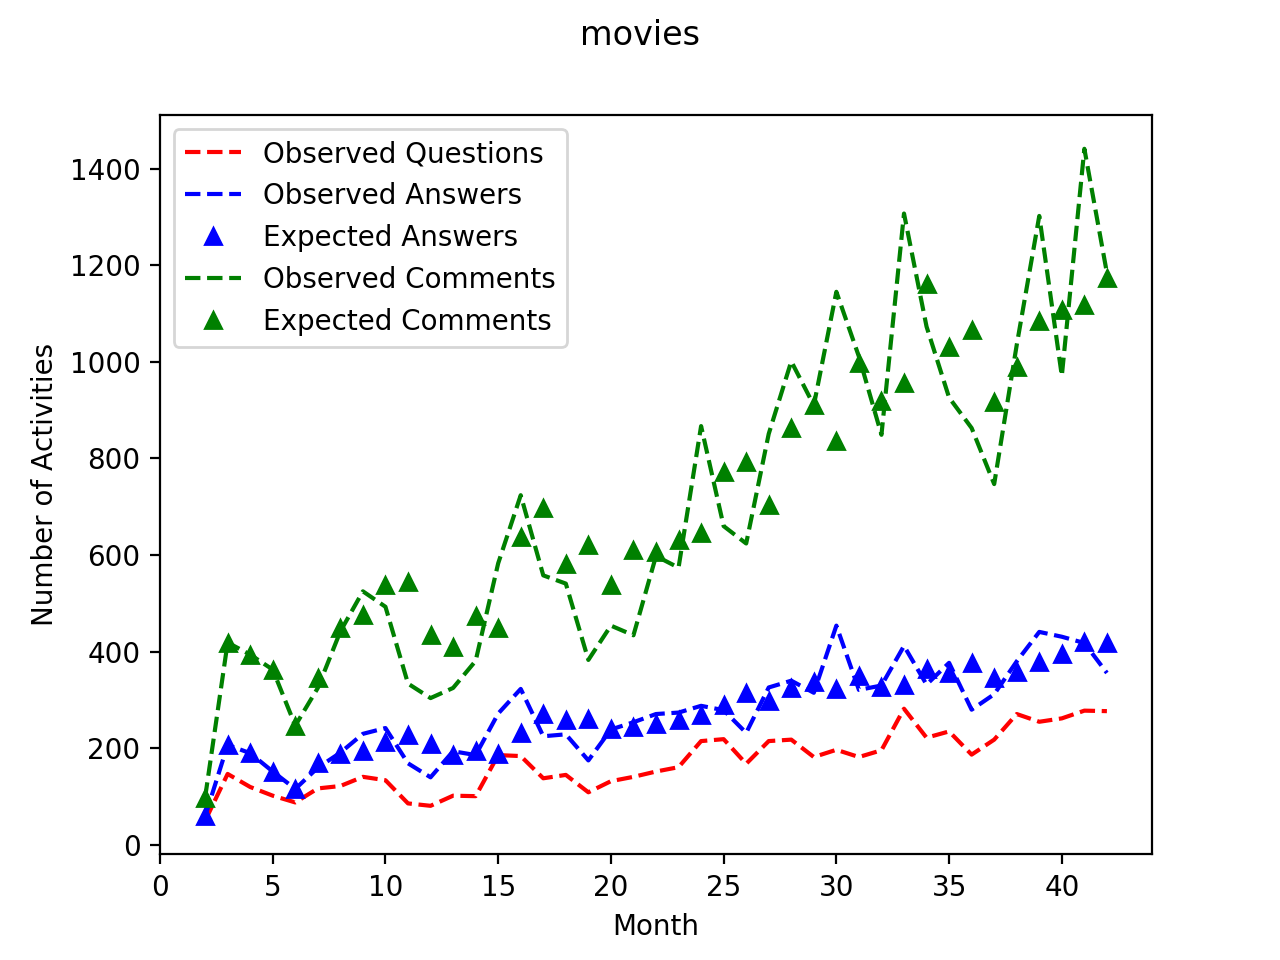 movies
Observed Questions
Observed Answers
Expected Answers
Observed Comments
Expected Comments
Number of Activities
1400
1200
1000
800
600
400
200
0
0 5 10 15 20 25 30 35 40
Month